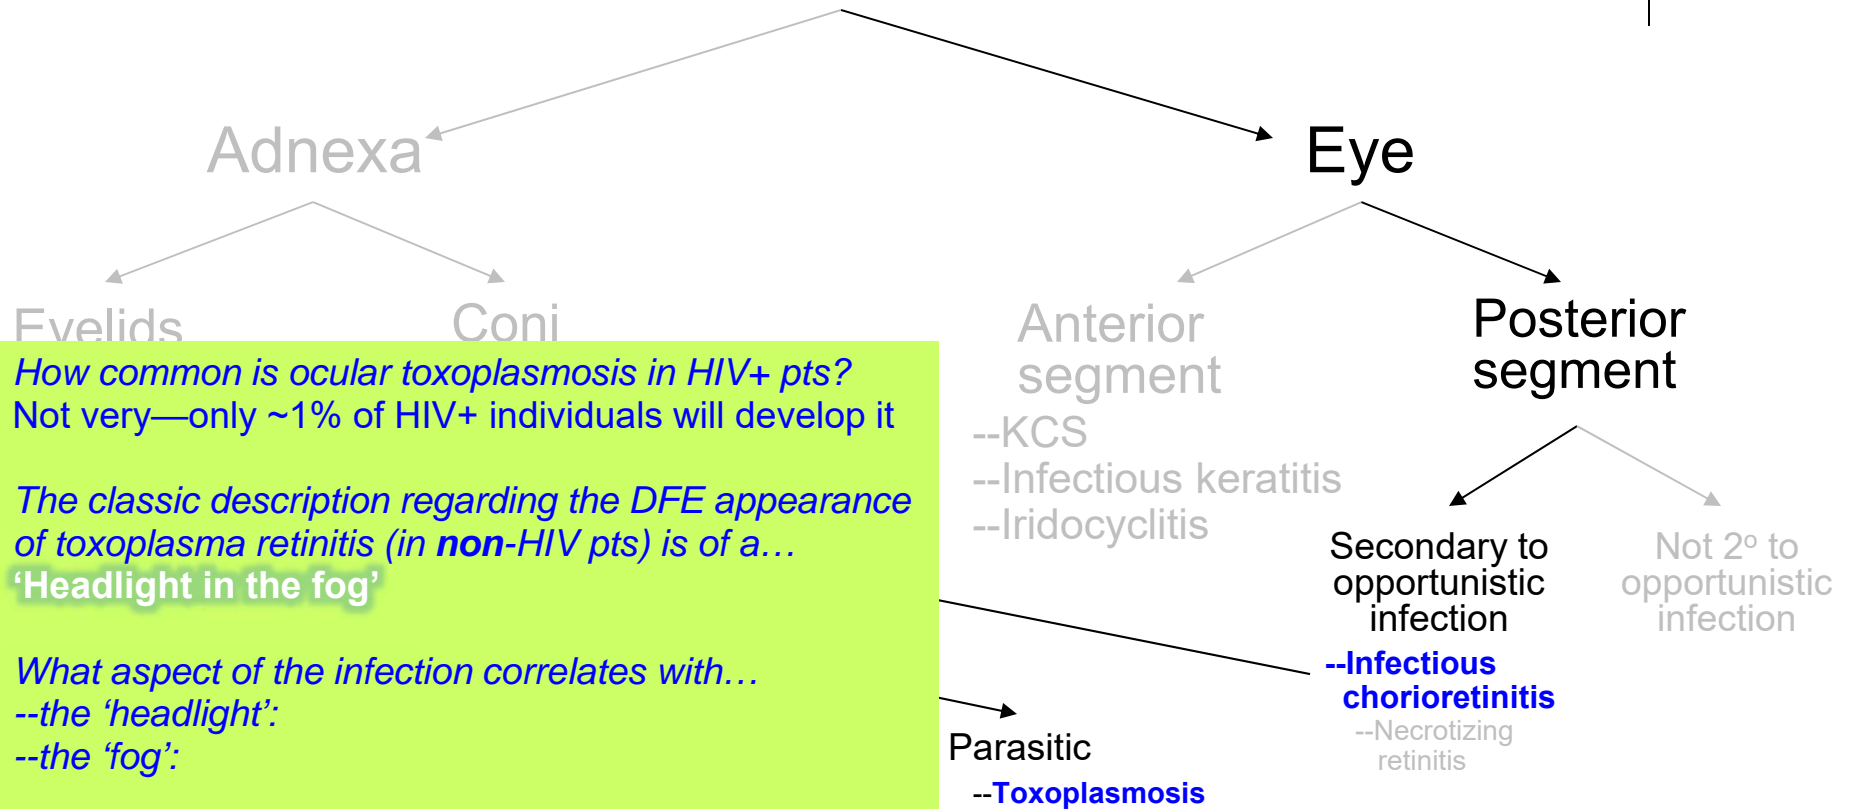 Adnexa
Eye
Eyelids
Conj
Anterior
segment
--KCS
--Infectious keratitis
--Iridocyclitis
Posterior
segment
Secondary to
opportunistic
infection
--Infectious
chorioretinitis
--Necrotizing
retinitis
Not 2º to
opportunistic
infection
How common is ocular toxoplasmosis in HIV+ pts?
Not very—only ~1% of HIV+ individuals will develop it
The classic description regarding the DFE appearance
of toxoplasma retinitis (in non-HIV pts) is of a…
‘Headlight in the fog’
What aspect of the infection correlates with…
--the ‘headlight’:
--the ‘fog’:
Parasitic
--Toxoplasmosis